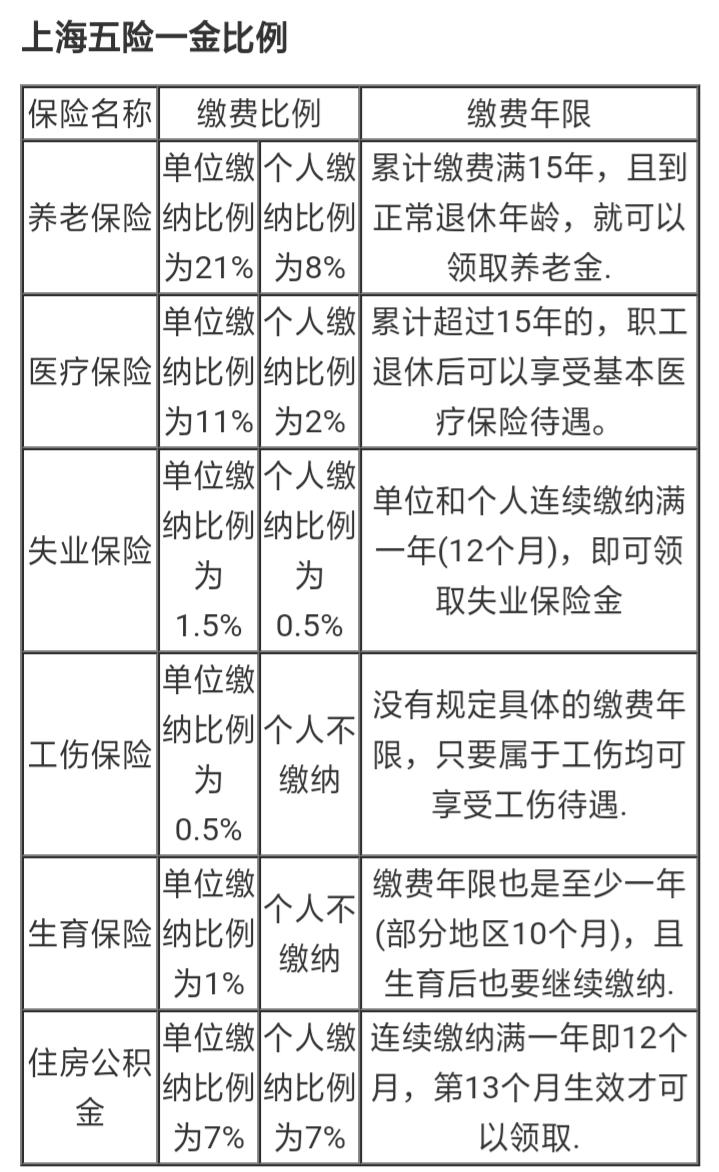 上海五险一金比例
保险名称
缴费比例
缴费年限
养老保险
单位缴
纳比例
为21%
个人缴
纳比例
为8%
累计缴费满15年，且到
正常退休年龄，就可以
领取养老金.
医疗保险
单位缴
纳比例
为11%
个人缴
纳比例
为2%
累计超过15年的，职工
退休后可以享受基本医
疗保险待遇。
失业保险
单位缴
纳比例
为
1.5%
个人缴
纳比例
为
0.5%
单位和个人连续缴纳满
一年(12个月)，即可领
取失业保险金
工伤保险
单位缴
纳比例
为
0.5%
个人不
缴纳
没有规定具体的缴费年
限，只要属于工伤均可
享受工伤待遇.
生育保险
单位缴
纳比例
为1%
个人不
缴纳
缴费年限也是至少一年
(部分地区10个月)，且
生育后也要继续缴纳.
住房公积
金
单位缴
纳比例
为7%
个人缴
纳比例
为7%
连续缴纳满一年即12个
月，第13个月生效才可
以领取.